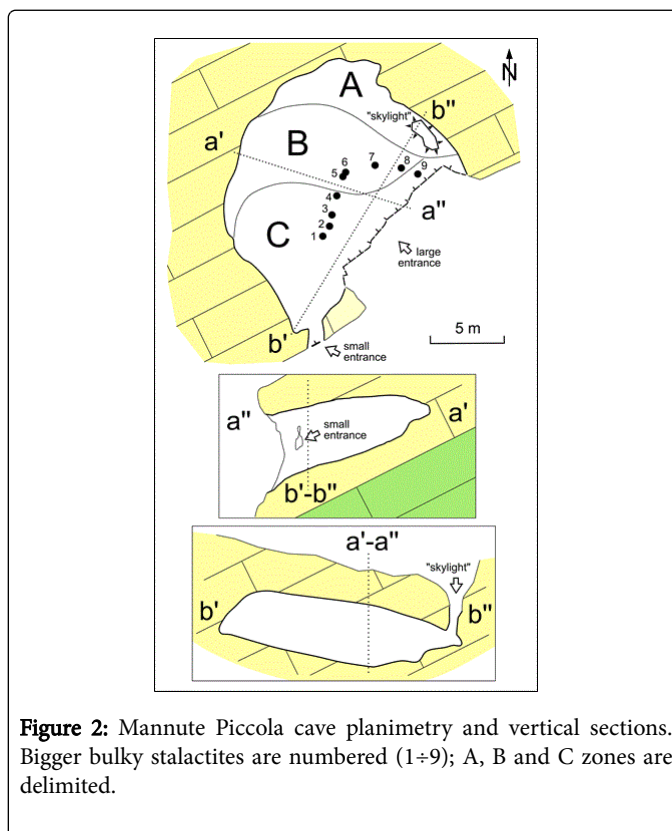 N
A
"skylight"
b"
a'
B
7
6
8
5
9
4
a"
3
C
2
1
large
entrance
b'
5 m
small
entrance
a"
a'
small
entrance
b'-b"
a'-a"
"skylight"
b'
b"
Figure 2: Mannute Piccola cave planimetry and vertical sections.
Bigger bulky stalactites are numbered (1÷9); A, B and C zones are
delimited.